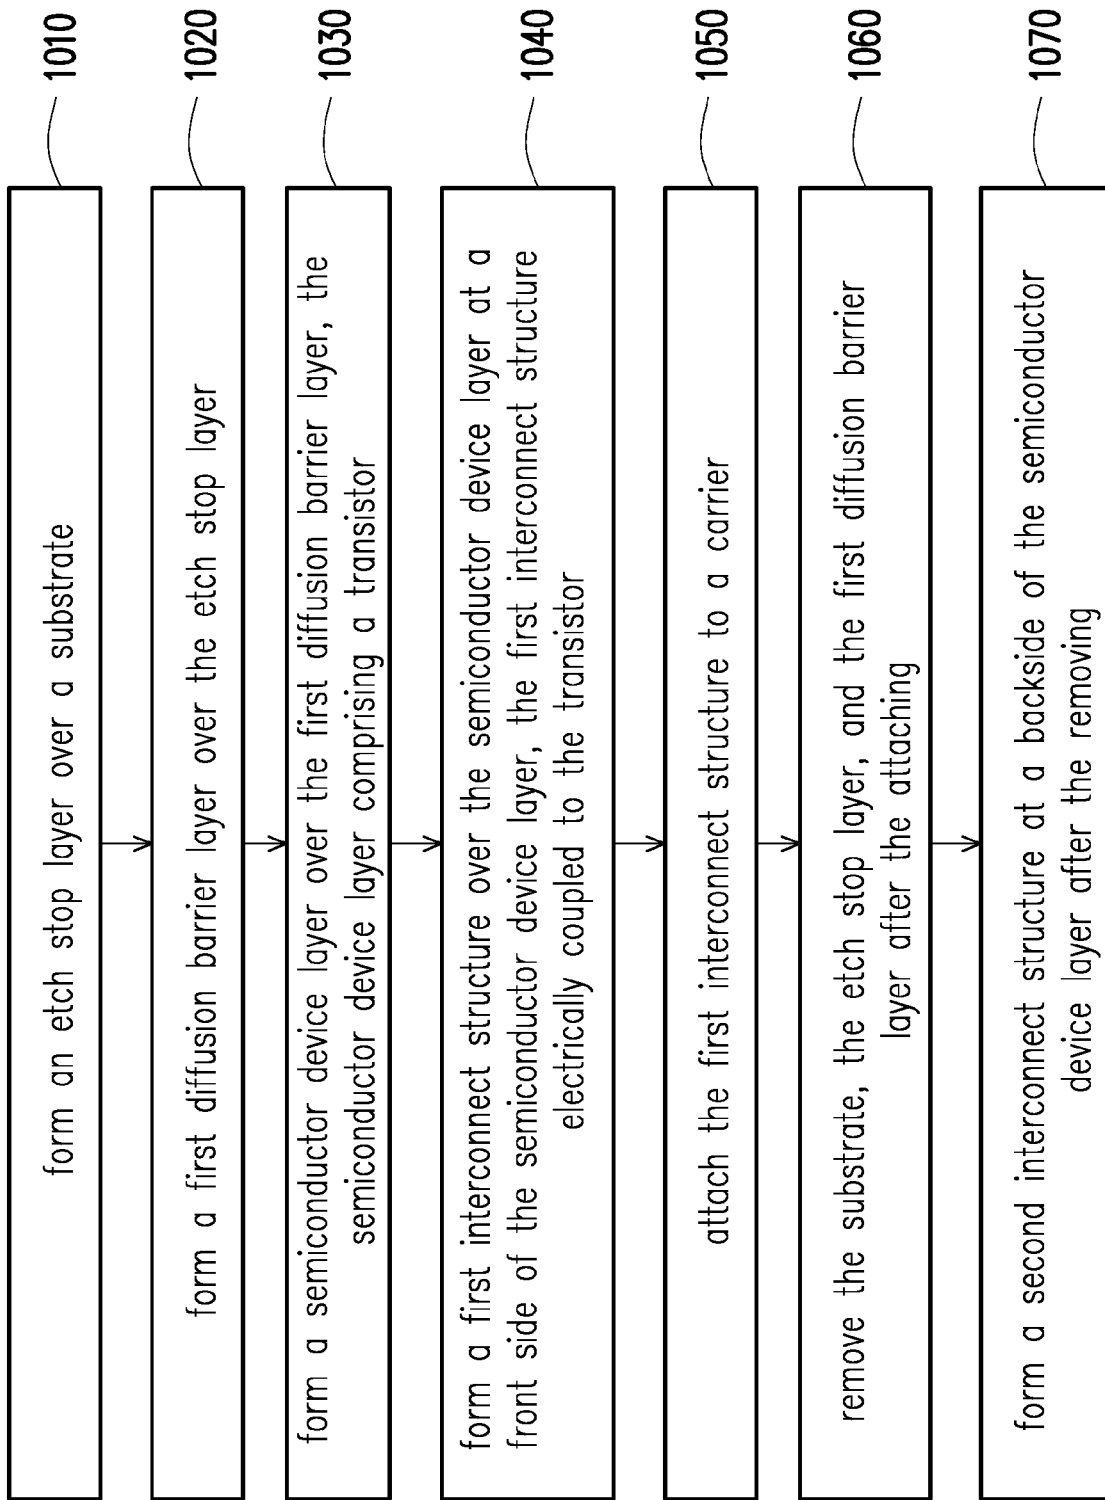 form an etch stop layer over a substrate
1010
form a first diffusion barrier layer over the etch stop layer
1020
form a semiconductor device layer over the first diffusion barrier layer, the
semiconductor device layer comprising a transistor
1030
form a first interconnect structure over the semiconductor device layer at a
front side of the semiconductor device layer, the first interconnect structure
electrically coupled to the transistor
1040
attach the first interconnect structure to a carrier
1050
remove the substrate, the etch stop layer, and the first diffusion barrier
layer after the attaching
1060
form a second interconnect structure at a backside of the semiconductor
device layer after the removing
1070